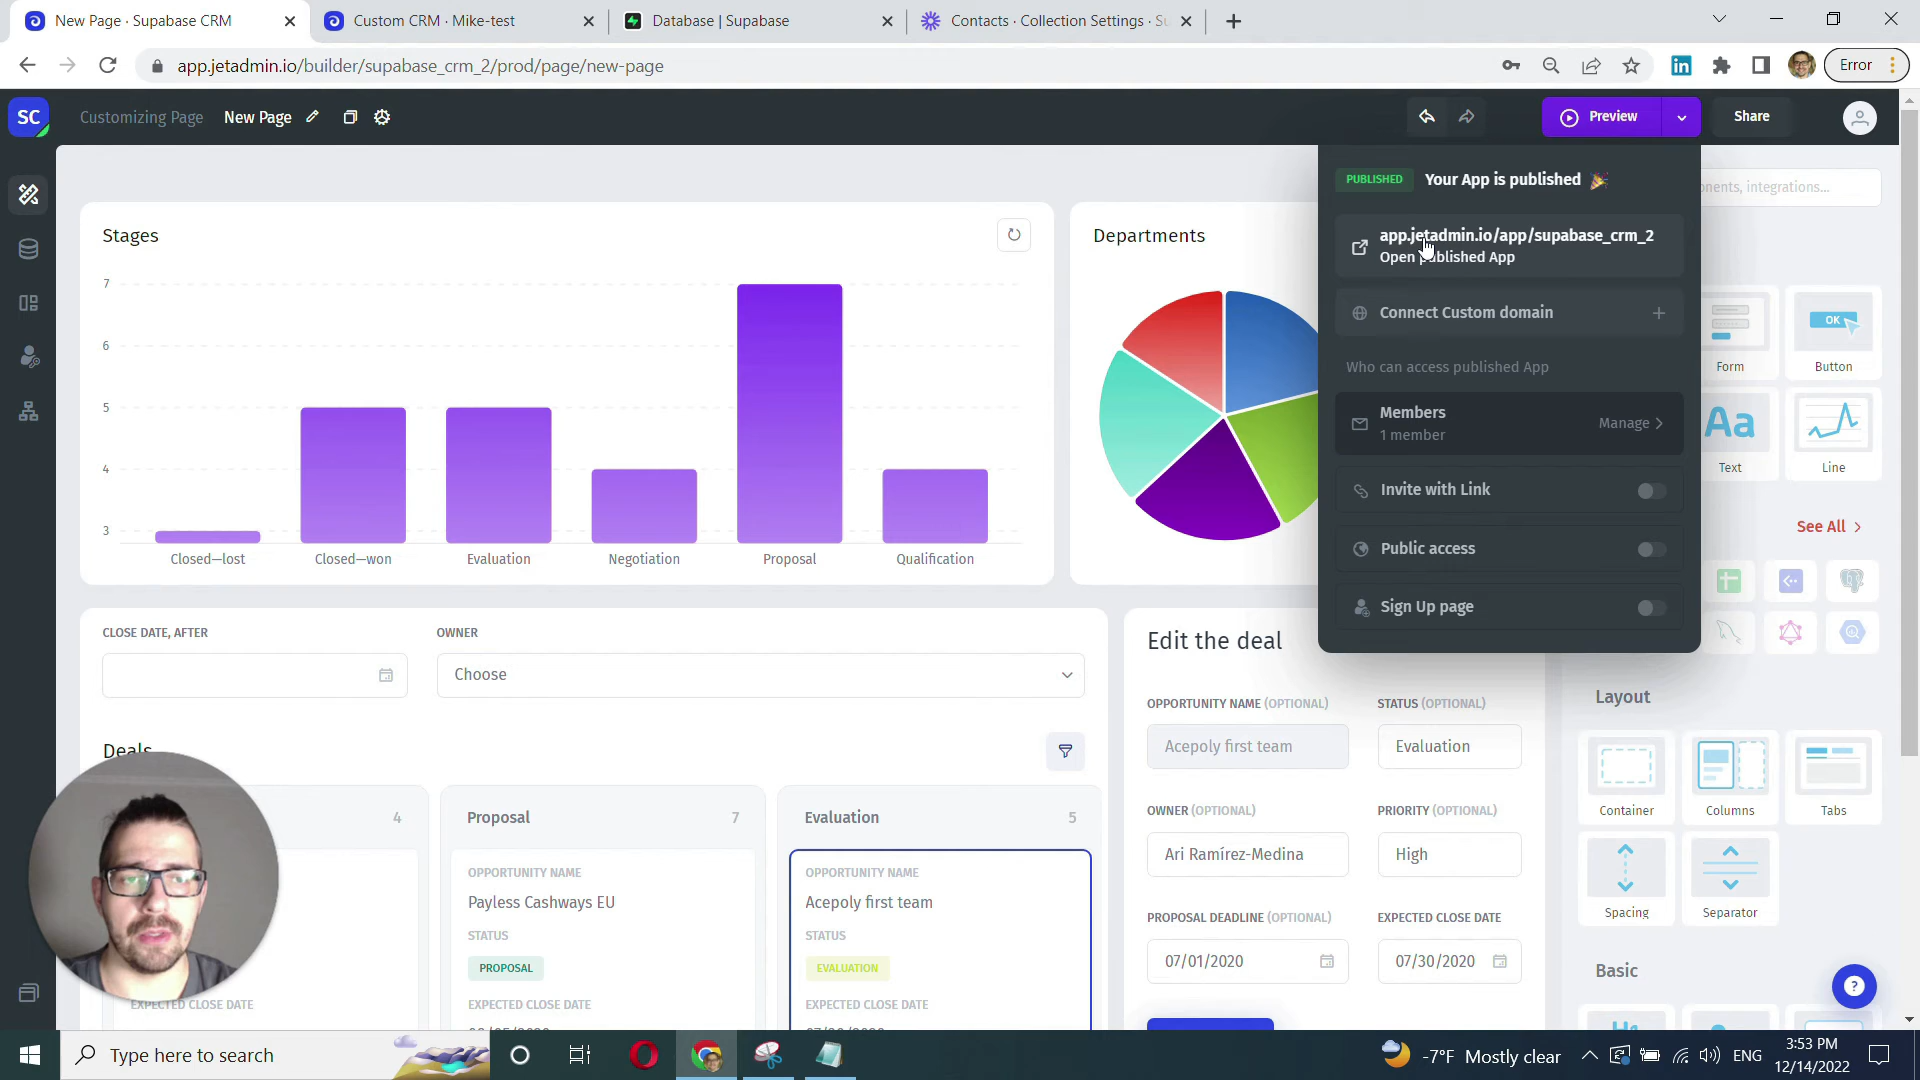 New Page · Supabase CRM
Custom CRM · Mike-test
Database | Supabase
Contacts · Collection Settings · Su
app.jetadmin.io/builder/supabase_crm_2/prod/page/new-page
Error
SC
Customizing Page
New Page
Preview
Share
PUBLISHED
Your App is published
app.jetadmin.io/app/supabase_crm_2
Open published App
Connect Custom domain
Who can access published App
Members
1 member
Manage
Invite with Link
Public access
Sign Up page
Stages
7
6
5
4
3
Closed—lost
Closed—won
Evaluation
Negotiation
Proposal
Qualification
Departments
integrations...
OK
Form
Button
Aa
Text
Line
See All
CLOSE DATE, AFTER
OWNER
Choose
Deals
4
Proposal
7
Evaluation
5
OPPORTUNITY NAME
Payless Cashways EU
STATUS
PROPOSAL
EXPECTED CLOSE DATE
OPPORTUNITY NAME
Acepoly first team
STATUS
EVALUATION
EXPECTED CLOSE DATE
EXPECTED CLOSE DATE
Edit the deal
OPPORTUNITY NAME (OPTIONAL)
STATUS (OPTIONAL)
Acepoly first team
Evaluation
OWNER (OPTIONAL)
PRIORITY (OPTIONAL)
Ari Ramírez-Medina
High
PROPOSAL DEADLINE (OPTIONAL)
EXPECTED CLOSE DATE
07/01/2020
07/30/2020
Layout
Container
Columns
Tabs
Spacing
Separator
Basic
?
Type here to search
-7°F Mostly clear
ENG
3:53 PM
12/14/2022